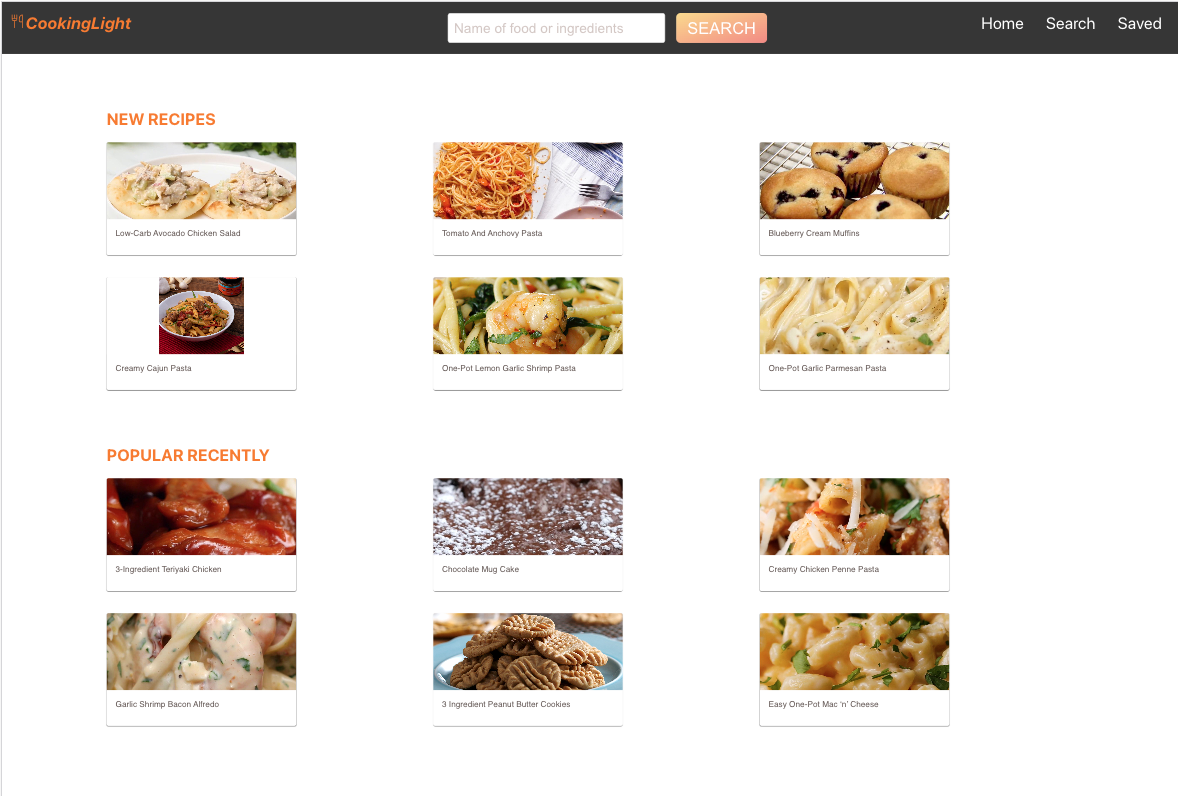 CookingLight
Name of food or ingredients
SEARCH
Home
Search
Saved
NEW RECIPES
Low-Carb Avocado Chicken Salad
Tomato And Anchovy Pasta
Blueberry Cream Muffins
Creamy Cajun Pasta
One-Pot Lemon Garlic Shrimp Pasta
One-Pot Garlic Parmesan Pasta
POPULAR RECENTLY
3-Ingredient Teriyaki Chicken
Chocolate Mug Cake
Creamy Chicken Penne Pasta
Garlic Shrimp Bacon Alfredo
3 Ingredient Peanut Butter Cookies
Easy One-Pot Mac ‘n’ Cheese